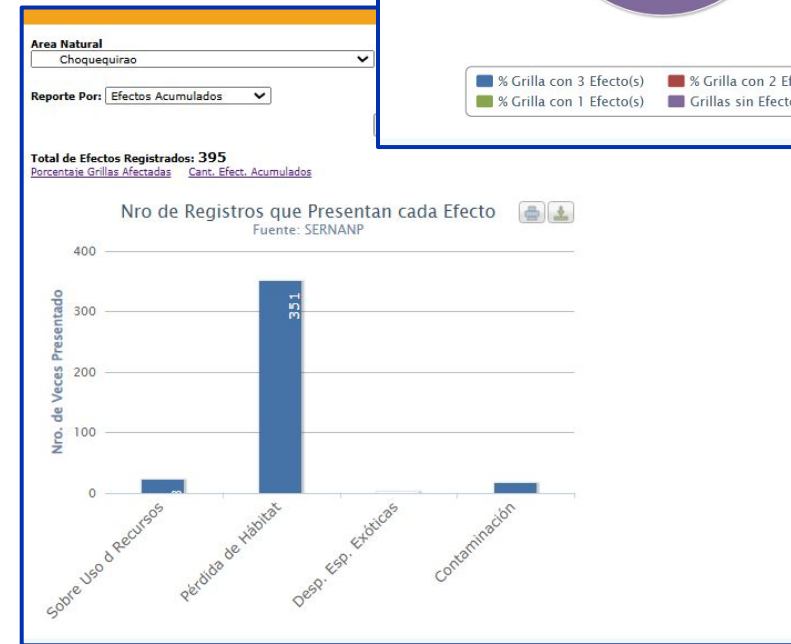 Area Natural
Choquequirao
Reporte Por: Efectos Acumulados
% Grilla con 3 Efecto(s) % Grilla con 2
% Grilla con 1 Efecto(s) Grillas sin
Total de Efectos Registrados: 395
Porcentaje Grillas Afectadas Cant. Efect. Acumulados
Nro de Registros que Presentan cada Efecto
Fuente: SERNANP
Nro. de Veces Presentado
400
300
200
100
0
351
Sobre Uso d Recursos
Pérdida de Hábitat
Desp. Esp. Exóticas
Contaminación